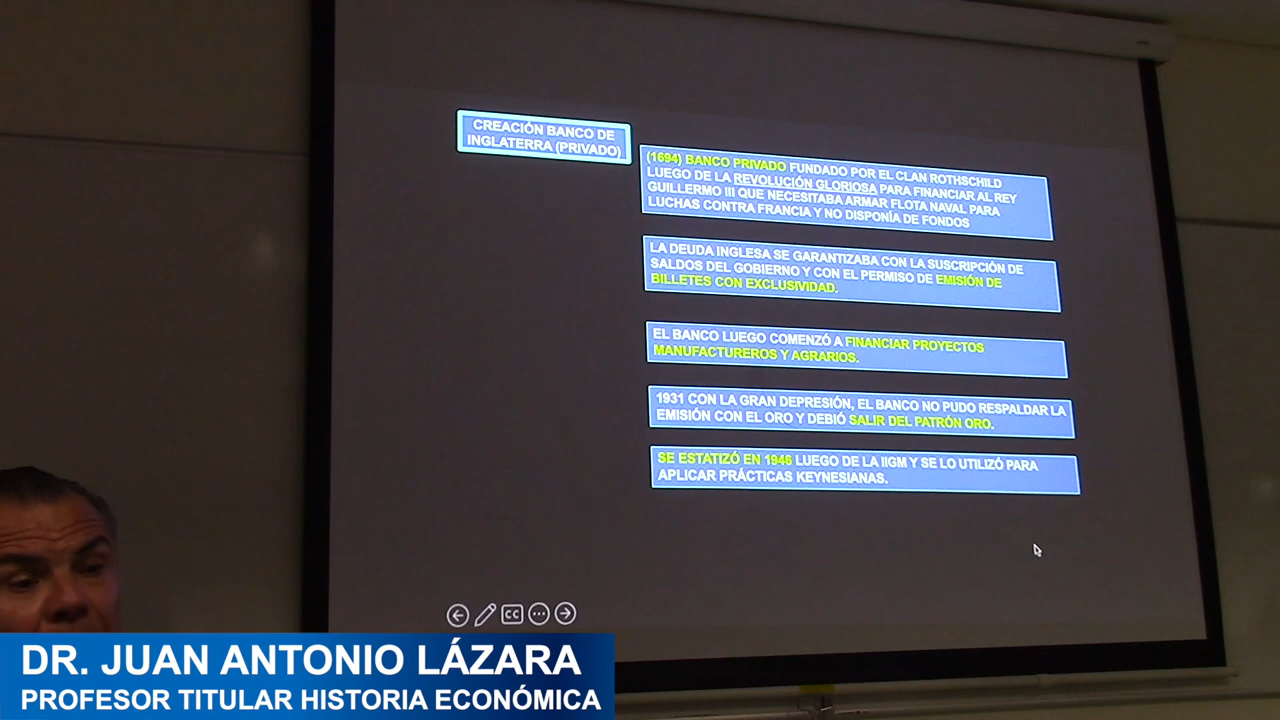 CREACIÓN BANCO DE
INGLATERRA (PRIVADO)
(1694) BANCO PRIVADO FUNDADO POR EL CLAN ROTHSCHILD
LUEGO DE LA REVOLUCIÓN GLORIOSA PARA FINANCIAR AL REY
GUILLERMO III QUE NECESITABA ARMAR FLOTA NAVAL PARA
LUCHAS CONTRA FRANCIA Y NO DISPONÍA DE FONDOS
LA DEUDA INGLESA SE GARANTIZABA CON LA SUSCRIPCIÓN DE
SALDOS DEL GOBIERNO Y CON EL PERMISO DE EMISIÓN DE
BILLETES CON EXCLUSIVIDAD.
EL BANCO LUEGO COMENZÓ A FINANCIAR PROYECTOS
MANUFACTUREROS Y AGRARIOS.
1931 CON LA GRAN DEPRESIÓN, EL BANCO NO PUDO RESPALDAR LA
EMISIÓN CON EL ORO Y DEBIÓ SALIR DEL PATRÓN ORO.
SE ESTATIZÓ EN 1946 LUEGO DE LA IIGM Y SE LO UTILIZÓ PARA
APLICAR PRÁCTICAS KEYNESIANAS.
CC
DR. JUAN ANTONIO LÁZARA
PROFESOR TITULAR HISTORIA ECONÓMICA